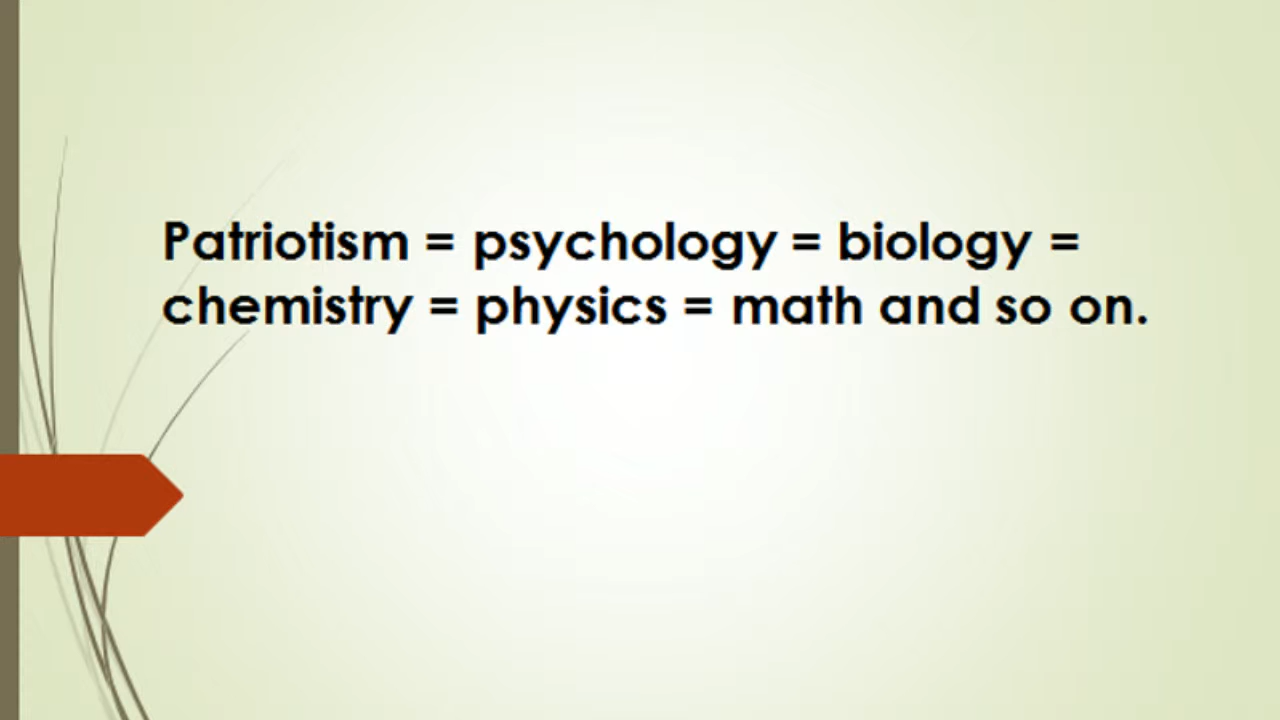 Patriotism = psychology = biology =
chemistry = physics = math and so on.